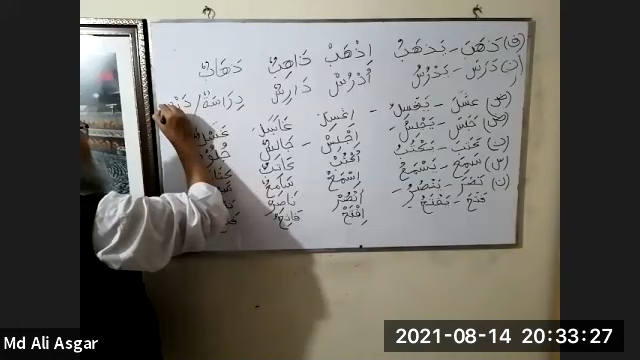 (ف) ذَهَبَ - يَذْهَبُ اِذْهَبْ ذَاهِبٌ ذَهَابٌ
(ن) دَرَسَ - يَدْرُسُ اُدْرُسْ دَارِسٌ دِرَاسَةٌ /
(ض) غَسَلَ - يَغْسِلُ - اِغْسِلْ غَاسِلٌ غَسْلٌ
(ض) جَلَسَ - يَجْلِسُ - اِجْلِسْ - جَالِسٌ
(ن) كَتَبَ - يَكْتُبُ اُكْتُبْ كَاتِبٌ
(س) سَمِعَ - يَسْمَعُ اِسْمَعْ سَامِعٌ
(ن) نَصَرَ - يَنْصُرُ - اُنْصُرْ نَاصِرٌ
فَتَحَ - يَفْتَحُ - اِفْتَحْ فَاتِحٌ
Md Ali Asgar
2021-08-14 20:33:27